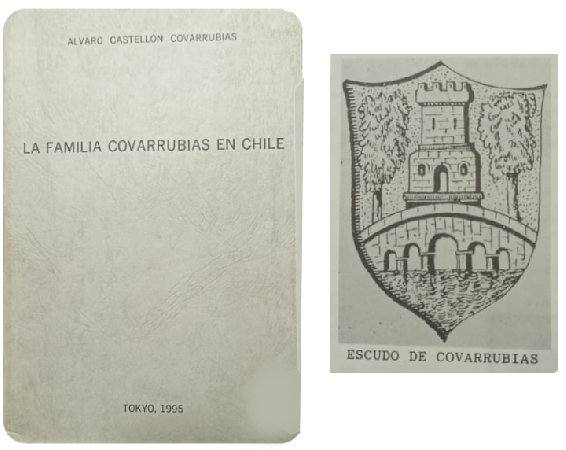 ALVARO CASTELLON COVARRUBIAS
LA FAMILIA COVARRUBIAS EN CHILE
TOKYO, 1995
ESCUDO DE COVARRUBIAS